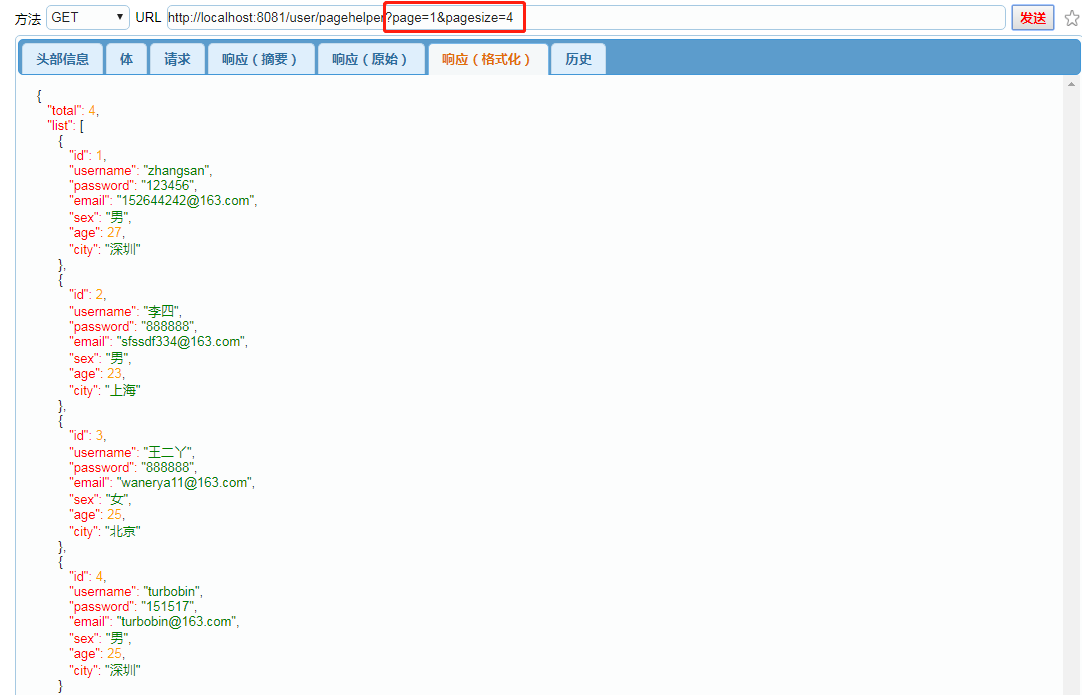 方法 GET URL http://localhost:8081/user/pagehelper?page=1&pagesize=4 发送
头部信息 体 请求 响应（摘要） 响应（原始） 响应（格式化） 历史
{
"total": 4,
"list": [
{
"id": 1,
"username": "zhangsan",
"password": "123456",
"email": "152644242@163.com",
"sex": "男",
"age": 27,
"city": "深圳"
},
{
"id": 2,
"username": "李四",
"password": "888888",
"email": "sfssdf334@163.com",
"sex": "男",
"age": 23,
"city": "上海"
},
{
"id": 3,
"username": "王二丫",
"password": "888888",
"email": "wanerya11@163.com",
"sex": "女",
"age": 25,
"city": "北京"
},
{
"id": 4,
"username": "turbobin",
"password": "151517",
"email": "turbobin@163.com",
"sex": "男",
"age": 25,
"city": "深圳"
}